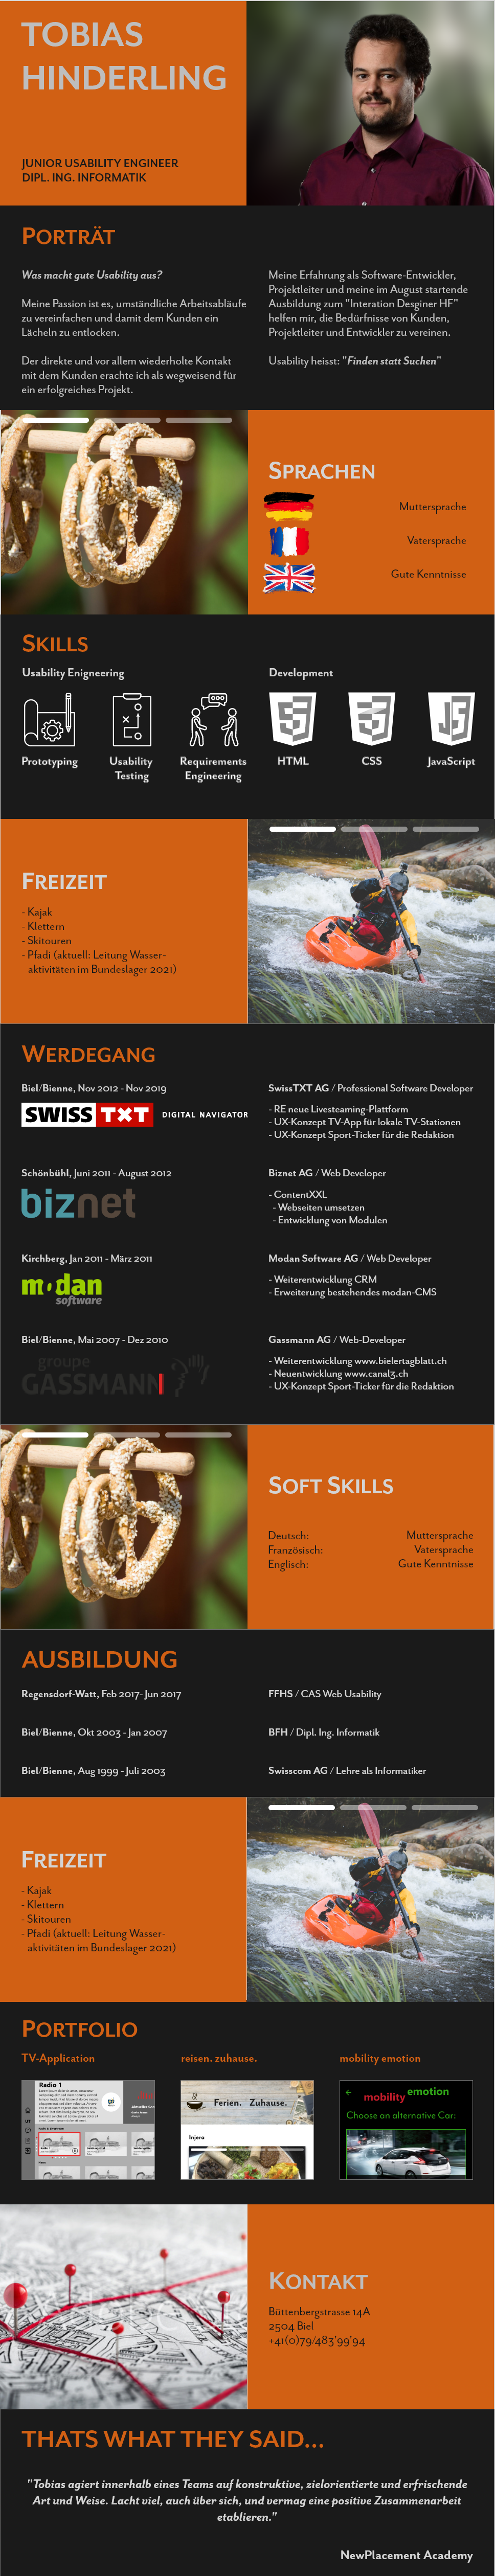 TOBIAS
HINDERLING
JUNIOR USABILITY ENGINEER
DIPL. ING. INFORMATIK
PORTRÄT
Was macht gute Usability aus?
Meine Passion ist es, umständliche Arbeitsabläufe
zu vereinfachen und damit dem Kunden ein
Lächeln zu entlocken.
Der direkte und vor allem wiederholte Kontakt
mit dem Kunden erachte ich als wegweisend für
ein erfolgreiches Projekt.
Meine Erfahrung als Software-Entwickler,
Projektleiter und meine im August startende
Ausbildung zum "Interation Desginer HF"
helfen mir, die Bedürfnisse von Kunden,
Projektleiter und Entwickler zu vereinen.
Usability heisst: "Finden statt Suchen"
SPRACHEN
Muttersprache
Vatersprache
Gute Kenntnisse
SKILLS
Usability Enigneering
Prototyping
Usability
Testing
Requirements
Engineering
Development
HTML
CSS
JavaScript
FREIZEIT
- Kajak
- Klettern
- Skitouren
- Pfadi (aktuell: Leitung Wasser-
aktivitäten im Bundeslager 2021)
WERDEGANG
Biel/Bienne, Nov 2012 - Nov 2019
SWISS TXT DIGITAL NAVIGATOR
SwissTXT AG / Professional Software Developer
- RE neue Livesteaming-Plattform
- UX-Konzept TV-App für lokale TV-Stationen
- UX-Konzept Sport-Ticker für die Redaktion
Schönbühl, Juni 2011 - August 2012
biznet
Biznet AG / Web Developer
- ContentXXL
- Webseiten umsetzen
- Entwicklung von Modulen
Kirchberg, Jan 2011 - März 2011
modan
software
Modan Software AG / Web Developer
- Weiterentwicklung CRM
- Erweiterung bestehendes modan-CMS
Biel/Bienne, Mai 2007 - Dez 2010
groupe
GASSMANN
Gassmann AG / Web-Developer
- Weiterentwicklung www.bielertagblatt.ch
- Neuentwicklung www.canal3.ch
- UX-Konzept Sport-Ticker für die Redaktion
SOFT SKILLS
Deutsch: Muttersprache
Französisch: Vatersprache
Englisch: Gute Kenntnisse
AUSBILDUNG
Regensdorf-Watt, Feb 2017- Jun 2017
FFHS / CAS Web Usability
Biel/Bienne, Okt 2003 - Jan 2007
BFH / Dipl. Ing. Informatik
Biel/Bienne, Aug 1999 - Juli 2003
Swisscom AG / Lehre als Informatiker
FREIZEIT
- Kajak
- Klettern
- Skitouren
- Pfadi (aktuell: Leitung Wasser-
aktivitäten im Bundeslager 2021)
PORTFOLIO
TV-Application
Radio 1
reisen. zuhause.
Ferien. Zuhause.
Injera
mobility emotion
mobility emotion
Choose an alternative Car:
KONTAKT
Büttenbergstrasse 14A
2504 Biel
+41(0)79/483'99'94
THATS WHAT THEY SAID...
"Tobias agiert innerhalb eines Teams auf konstruktive, zielorientierte und erfrischende
Art und Weise. Lacht viel, auch über sich, und vermag eine positive Zusammenarbeit
etablieren."
NewPlacement Academy